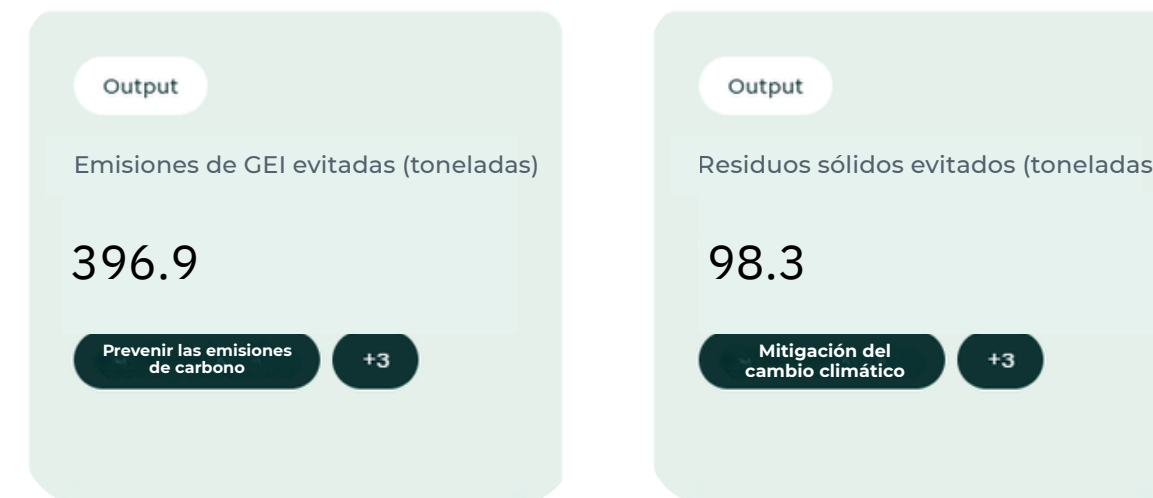 Output
Emisiones de GEI evitadas (toneladas)
396.9
Prevenir las emisiones
de carbono
+3
Output
Residuos sólidos evitados (toneladas
98.3
Mitigación del
cambio climático
+3